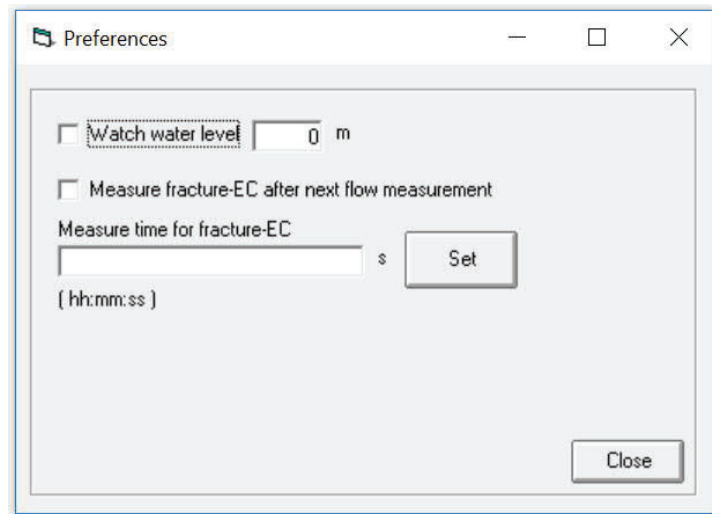 Preferences
Watch water level 0 m
Measure fracture-EC after next flow measurement
Measure time for fracture-EC
s Set
( hh:mm:ss )
Close